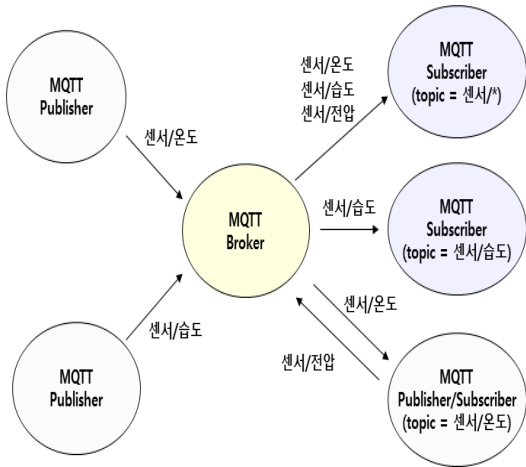 MQTT
Publisher
센서/온도
센서/온도
센서/습도
센서/전압
MQTT
Subscriber
(topic = 센서/*)
MQTT
Broker
센서/습도
MQTT
Subscriber
(topic = 센서/습도)
MQTT
Publisher
센서/습도
센서/온도
센서/전압
MQTT
Publisher/Subscriber
(topic = 센서/온도)